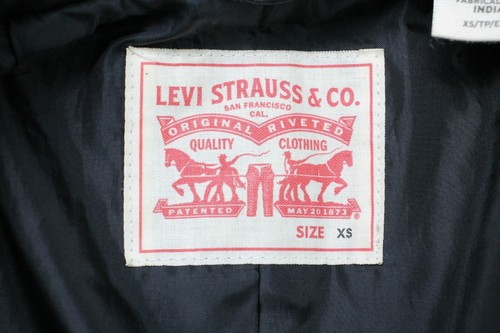 LEVI STRAUSS & CO.
SAN FRANCISCO
CAL.
ORIGINAL RIVETED
QUALITY CLOTHING
PATENTED MAY 20 1873
®
SIZE XS
INDIA
XS/TP/E